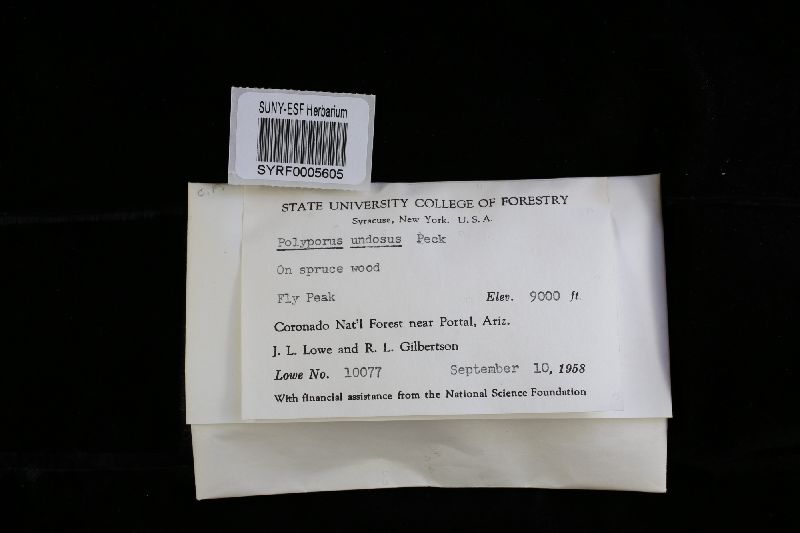 SUNY-ESF Herbarium
SYRF0005605
STATE UNIVERSITY COLLEGE OF FORESTRY
Syracuse, New York. U. S. A.
Polyporus undosus Peck
On spruce wood
Fly Peak Elev. 9000 ft.
Coronado Nat'l Forest near Portal, Ariz.
J. L. Lowe and R. L. Gilbertson
Lowe No. 10077 September 10, 1958
With financial assistance from the National Science Foundation